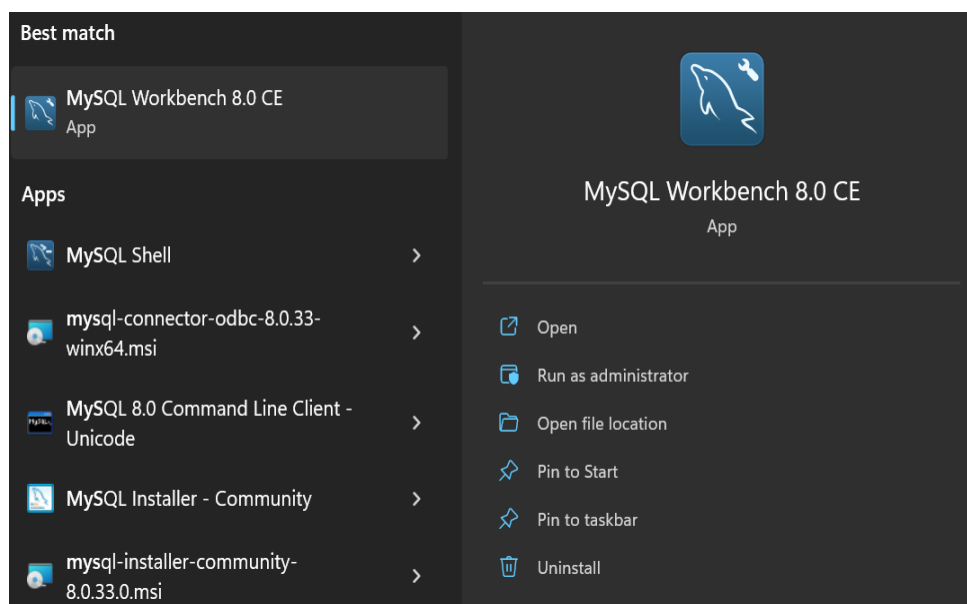 Best match
MySQL Workbench 8.0 CE
App
Apps
MySQL Shell
mysql-connector-odbc-8.0.33-
winx64.msi
MySQL 8.0 Command Line Client -
Unicode
MySQL Installer - Community
mysql-installer-community-
8.0.33.0.msi
MySQL Workbench 8.0 CE
App
Open
Run as administrator
Open file location
Pin to Start
Pin to taskbar
Uninstall